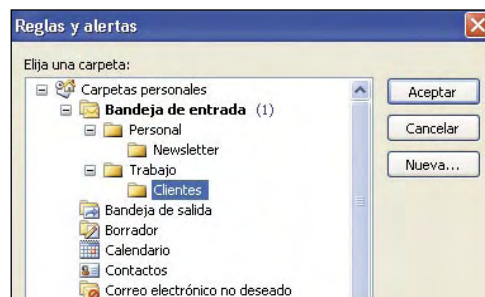 Reglas y alertas
Elija una carpeta:
Carpetas personales
Bandeja de entrada (1)
Personal
Newsletter
Trabajo
Clientes
Bandeja de salida
Borrador
Calendario
Contactos
Correo electrónico no deseado
Aceptar
Cancelar
Nueva...